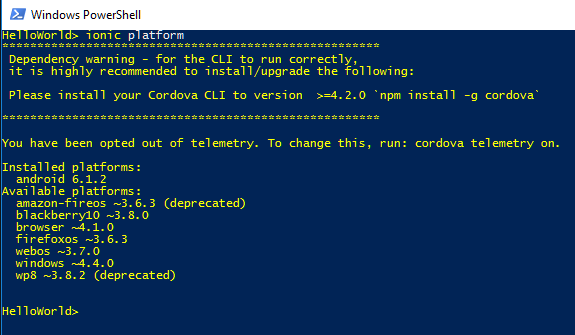 Windows PowerShell
HelloWorld> ionic platform
******************************************************
Dependency warning - for the CLI to run correctly,
it is highly recommended to install/upgrade the following:
Please install your Cordova CLI to version  >=4.2.0 `npm install -g cordova`
******************************************************
You have been opted out of telemetry. To change this, run: cordova telemetry on.
Installed platforms:
android 6.1.2
Available platforms:
amazon-fireos ~3.6.3 (deprecated)
blackberry10 ~3.8.0
browser ~4.1.0
firefoxos ~3.6.3
webos ~3.7.0
windows ~4.4.0
wp8 ~3.8.2 (deprecated)
HelloWorld>